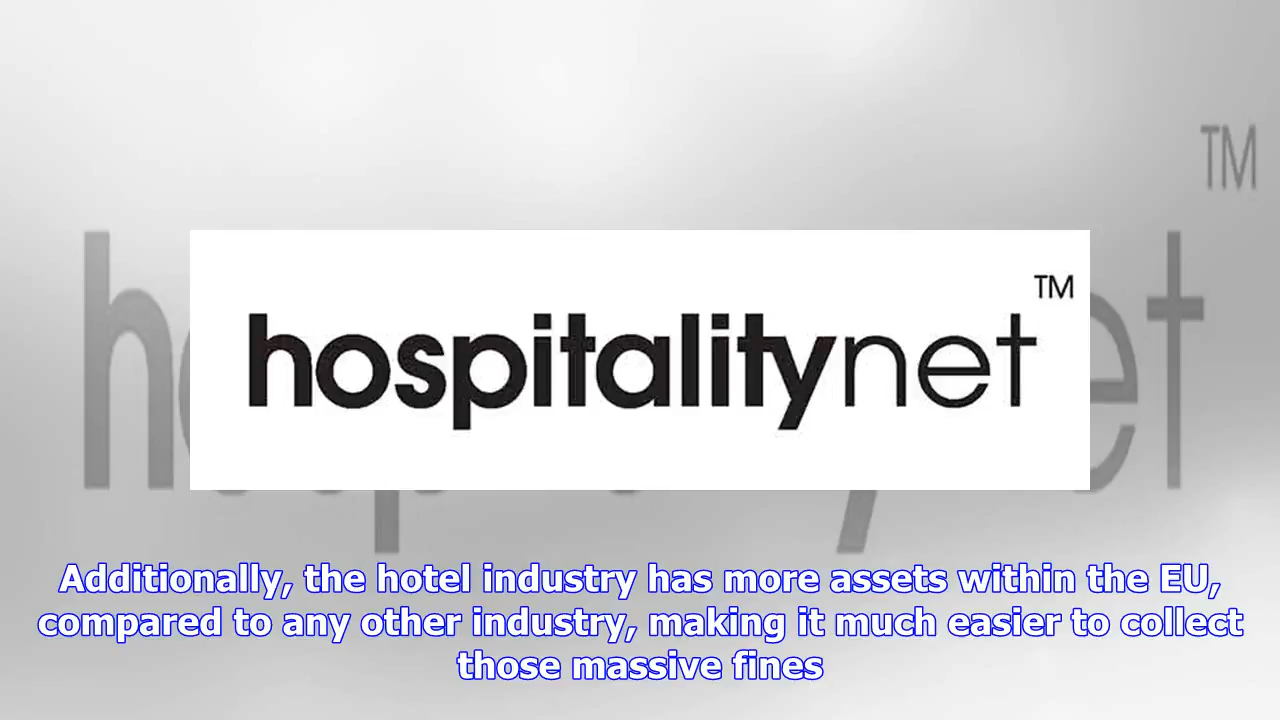 TM
hospitalitynet
TM
Additionally, the hotel industry has more assets within the EU,
compared to any other industry, making it much easier to collect
those massive fines